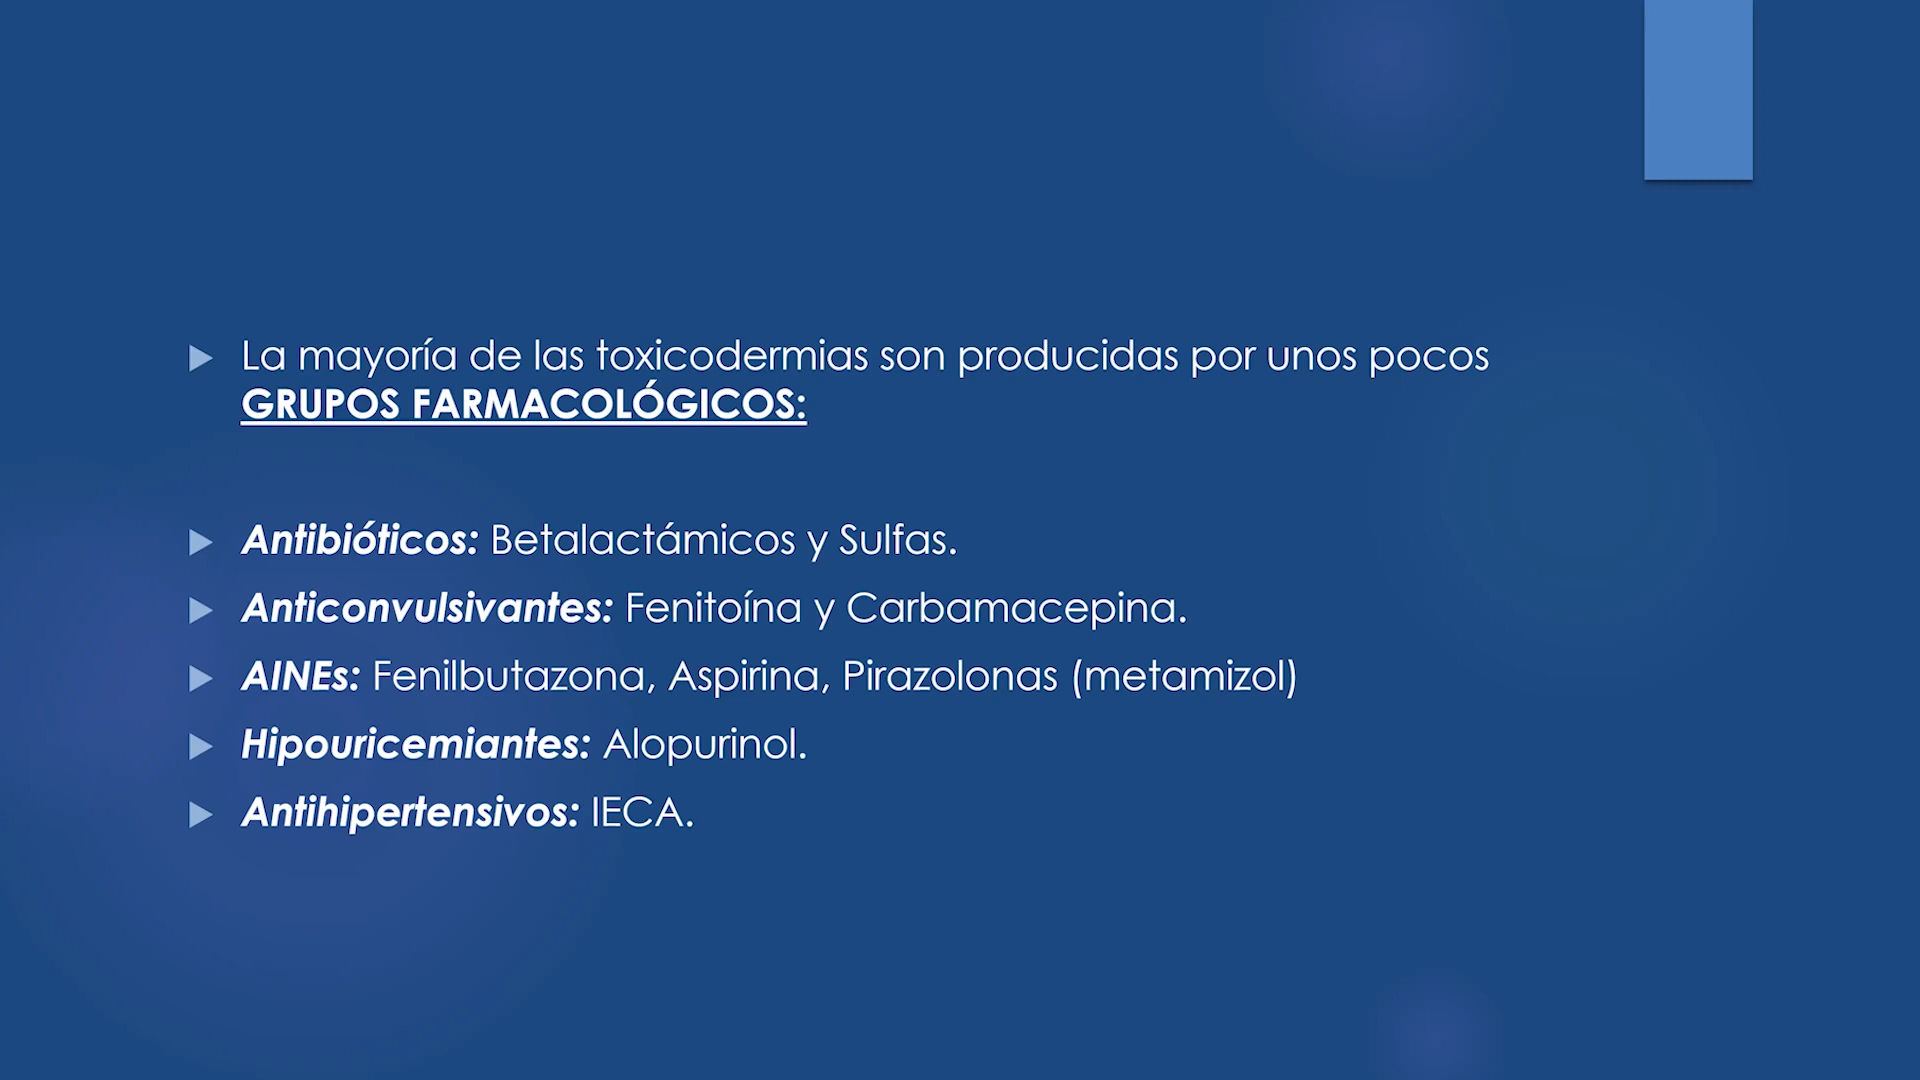 La mayoría de las toxicodermias son producidas por unos pocos
GRUPOS FARMACOLÓGICOS:
Antibióticos: Betalactámicos y Sulfas.
Anticonvulsivantes: Fenitoína y Carbamacepina.
AINEs: Fenilbutazona, Aspirina, Pirazolonas (metamizol)
Hipouricemiantes: Alopurinol.
Antihipertensivos: IECA.